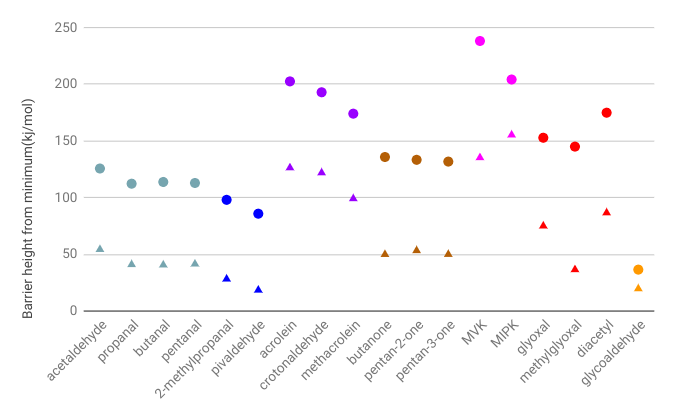 Barrier height from minimum(kj/mol)
250
200
150
100
50
0
acetaldehyde
propanal
butanal
pentanal
2-methylpropanal
pivaldehyde
acrolein
crotonaldehyde
methacrolein
butanone
pentan-2-one
pentan-3-one
MVK
MIPK
glyoxal
methylglyoxal
diacetyl
glycoaldehyde